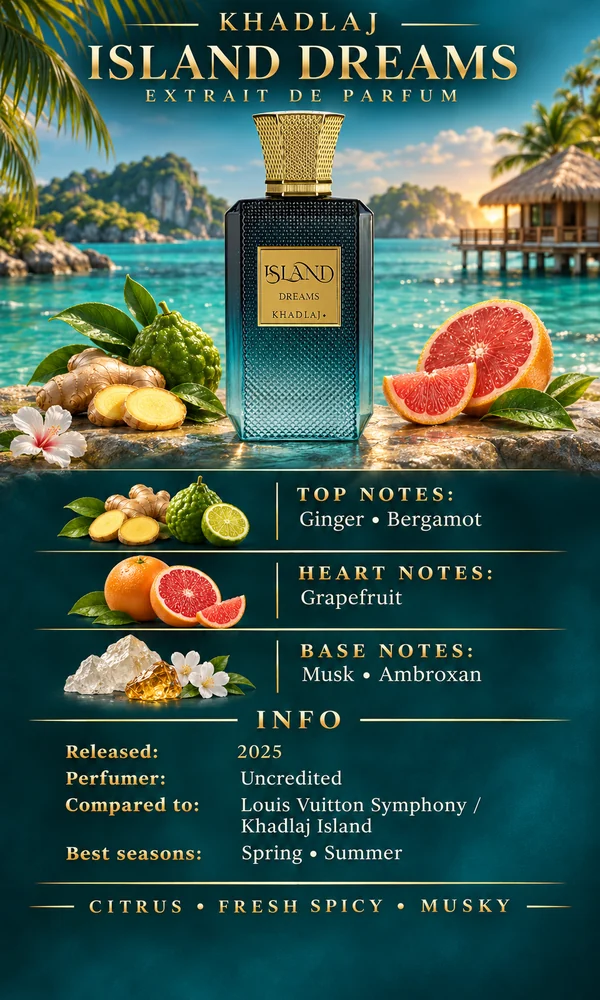 KHADLAJ
ISLAND DREAMS
EXTRAIT DE PARFUM
ISLAND
DREAMS
KHADLAJ
TOP NOTES:
Ginger • Bergamot
HEART NOTES:
Grapefruit
BASE NOTES:
Musk • Ambroxan
INFO
Released: 2025
Perfumer: Uncredited
Compared to: Louis Vuitton Symphony /
Khadlaj Island
Best seasons: Spring • Summer
CITRUS • FRESH SPICY • MUSKY